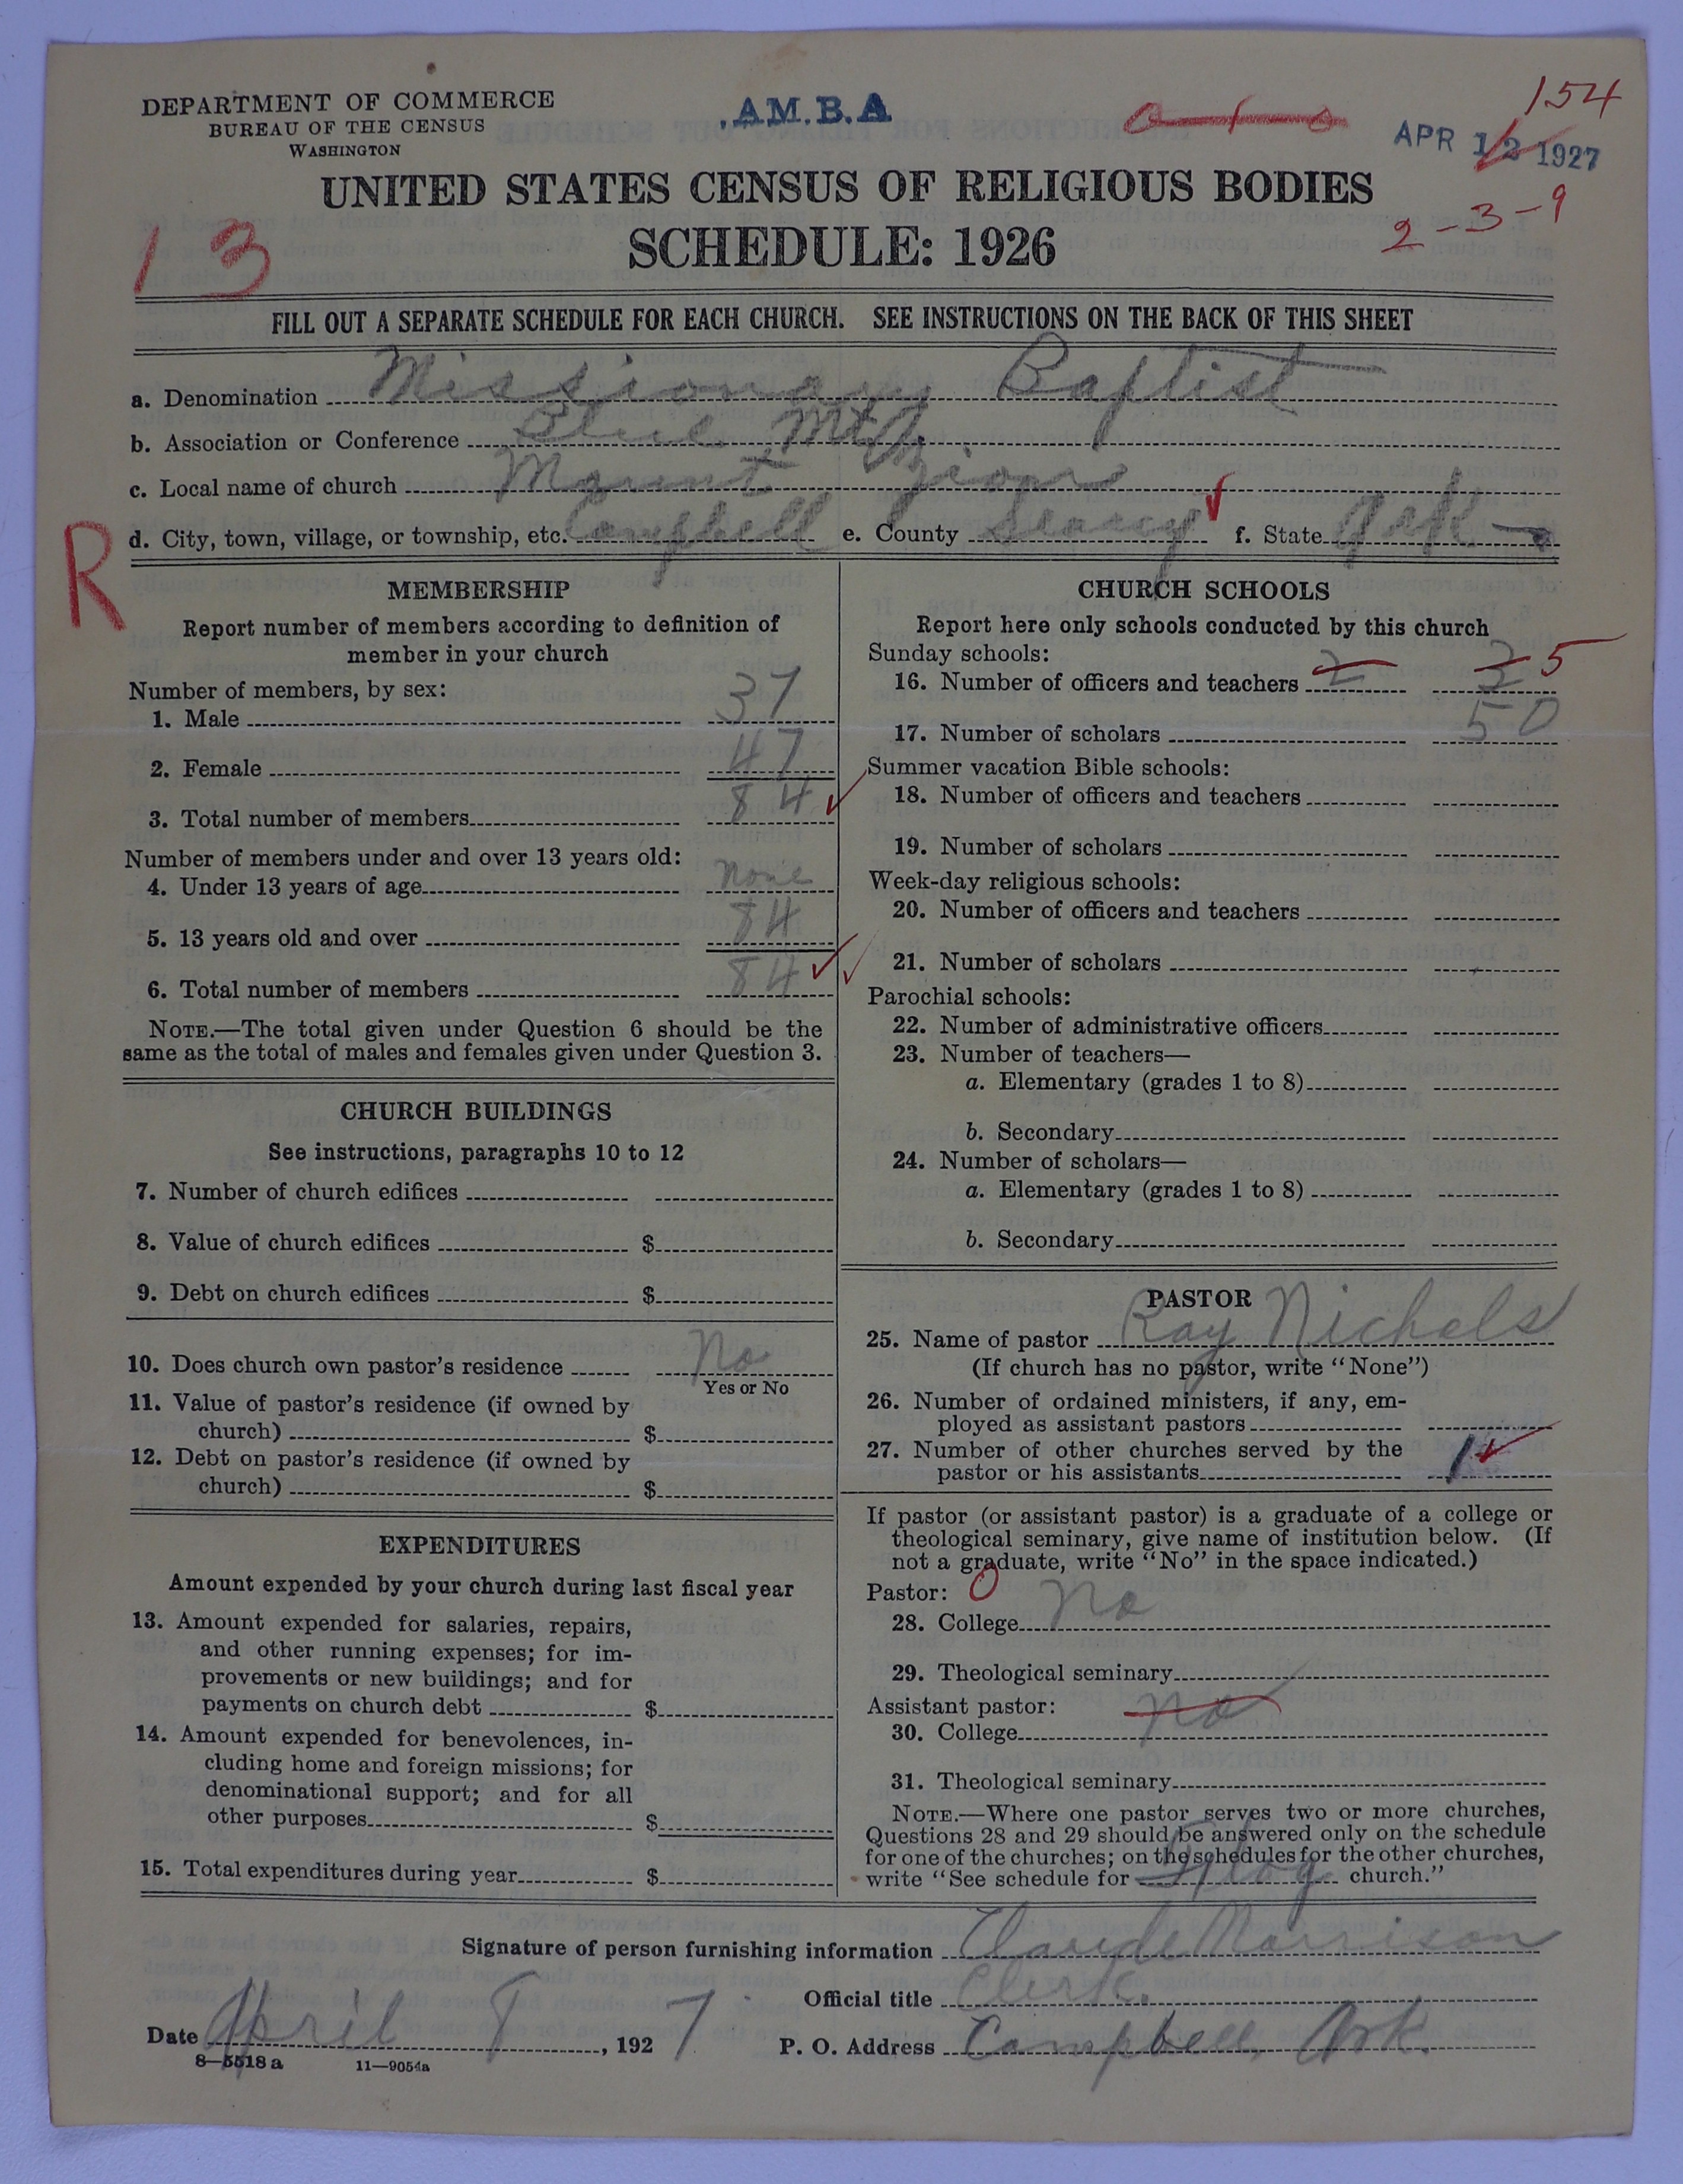 DEPARTMENT OF COMMERCE
BUREAU OF THE CENSUS
WASHINGTON
A.M.B.A
154
APR 12 1927
UNITED STATES CENSUS OF RELIGIOUS BODIES
2-3-9
13
SCHEDULE: 1926
FILL OUT A SEPARATE SCHEDULE FOR EACH CHURCH. SEE INSTRUCTIONS ON THE BACK OF THIS SHEET
a. Denomination Missionary Baptist
b. Association or Conference Blue Mt
c. Local name of church Mount Zion
R
d. City, town, village, or township, etc. Campbell e. County Searcy f. State Ark
MEMBERSHIP
Report number of members according to definition of
member in your church
Number of members, by sex:
1. Male 37
2. Female 47
3. Total number of members 84
Number of members under and over 13 years old:
4. Under 13 years of age none
5. 13 years old and over 84
6. Total number of members 84
NOTE.—The total given under Question 6 should be the
same as the total of males and females given under Question 3.
CHURCH BUILDINGS
See instructions, paragraphs 10 to 12
7. Number of church edifices
8. Value of church edifices $
9. Debt on church edifices $
10. Does church own pastor's residence No
Yes or No
11. Value of pastor's residence (if owned by
church) $
12. Debt on pastor's residence (if owned by
church) $
EXPENDITURES
Amount expended by your church during last fiscal year
13. Amount expended for salaries, repairs,
and other running expenses; for im-
provements or new buildings; and for
payments on church debt $
14. Amount expended for benevolences, in-
cluding home and foreign missions; for
denominational support; and for all
other purposes $
15. Total expenditures during year $
CHURCH SCHOOLS
Report here only schools conducted by this church
Sunday schools:
16. Number of officers and teachers 2 3 5
17. Number of scholars 50
Summer vacation Bible schools:
18. Number of officers and teachers
19. Number of scholars
Week-day religious schools:
20. Number of officers and teachers
21. Number of scholars
Parochial schools:
22. Number of administrative officers
23. Number of teachers—
a. Elementary (grades 1 to 8)
b. Secondary
24. Number of scholars—
a. Elementary (grades 1 to 8)
b. Secondary
PASTOR
25. Name of pastor Ray Nichols
(If church has no pastor, write "None")
26. Number of ordained ministers, if any, em-
ployed as assistant pastors
27. Number of other churches served by the
pastor or his assistants 1
If pastor (or assistant pastor) is a graduate of a college or
theological seminary, give name of institution below. (If
not a graduate, write "No" in the space indicated.)
Pastor: 0
28. College No
29. Theological seminary
Assistant pastor:
30. College No
31. Theological seminary
NOTE.—Where one pastor serves two or more churches,
Questions 28 and 29 should be answered only on the schedule
for one of the churches; on the schedules for the other churches,
write "See schedule for church."
Signature of person furnishing information Claude Morrison
Official title Clerk.
Date April 8, 1927 P. O. Address Campbell, Ark.
8—5518 a 11—9054a